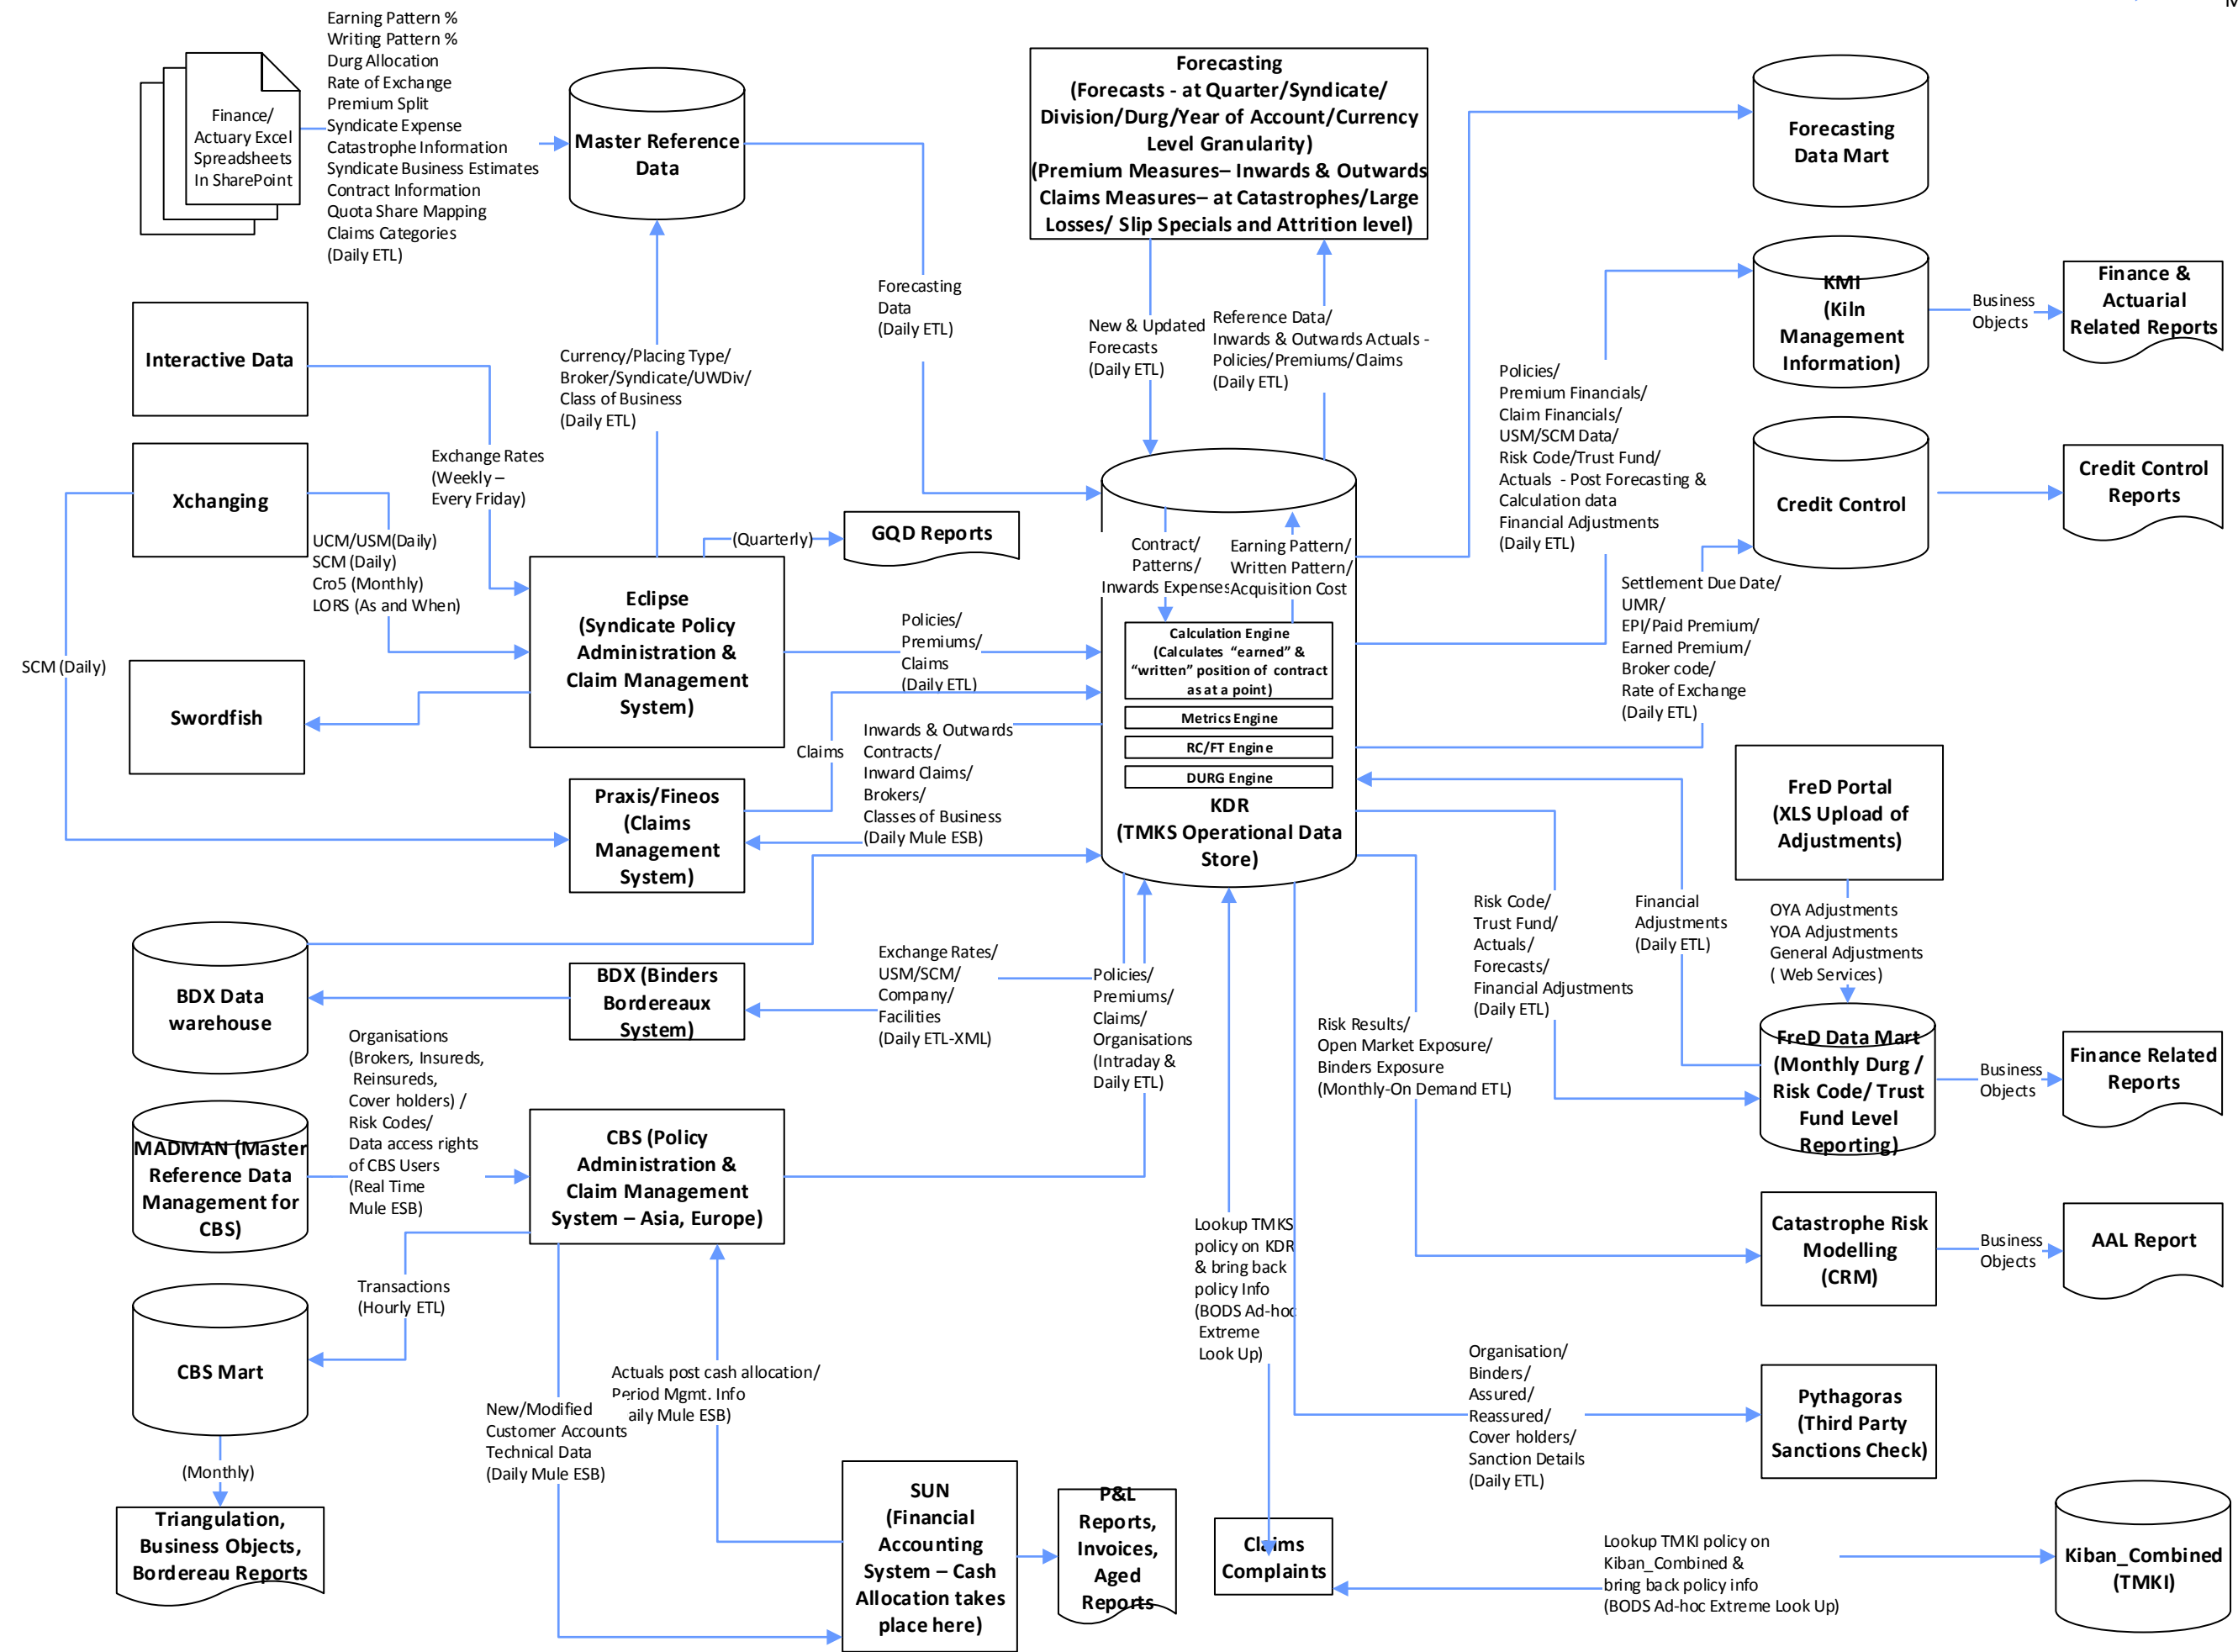 M
Earning Pattern %
Writing Pattern %
Durg Allocation
Rate of Exchange
Premium Split
Syndicate Expense
Catastrophe Information
Syndicate Business Estimates
Contract Information
Quota Share Mapping
Claims Categories
(Daily ETL)
Finance/
Actuary Excel
Spreadsheets
In SharePoint
Master Reference
Data
Forecasting
(Forecasts - at Quarter/Syndicate/
Division/Durg/Year of Account/Currency
Level Granularity)
(Premium Measures– Inwards & Outwards
Claims Measures– at Catastrophes/Large
Losses/ Slip Specials and Attrition level)
Forecasting
Data Mart
KMI
(Kiln
Management
Information)
Business
Objects
Finance &
Actuarial
Related Reports
Forecasting
Data
(Daily ETL)
New & Updated
Forecasts
(Daily ETL)
Reference Data/
Inwards & Outwards Actuals -
Policies/Premiums/Claims
(Daily ETL)
Interactive Data
Currency/Placing Type/
Broker/Syndicate/UWDiv/
Class of Business
(Daily ETL)
Policies/
Premium Financials/
Claim Financials/
USM/SCM Data/
Risk Code/Trust Fund/
Actuals - Post Forecasting &
Calculation data
Financial Adjustments
(Daily ETL)
Exchange Rates
(Weekly –
Every Friday)
Xchanging
Credit Control
Credit Control
Reports
UCM/USM(Daily)
SCM (Daily)
Cro5 (Monthly)
LORS (As and When)
(Quarterly)
GQD Reports
Contract/
Patterns/
Inwards Expenses
Earning Pattern/
Written Pattern/
Acquisition Cost
Settlement Due Date/
UMR/
EPI/Paid Premium/
Earned Premium/
Broker code/
Rate of Exchange
(Daily ETL)
Eclipse
(Syndicate Policy
Administration &
Claim Management
System)
Policies/
Premiums/
Claims
(Daily ETL)
Calculation Engine
(Calculates “earned” &
“written” position of contract
as at a point)
Metrics Engine
RC/FT Engine
DURG Engine
KDR
(TMKS Operational Data
Store)
SCM (Daily)
Swordfish
Claims
Inwards & Outwards
Contracts/
Inward Claims/
Brokers/
Classes of Business
(Daily Mule ESB)
Praxis/Fineos
(Claims
Management
System)
FreD Portal
(XLS Upload of
Adjustments)
Risk Code/
Trust Fund/
Actuals/
Forecasts/
Financial Adjustments
(Daily ETL)
Financial
Adjustments
(Daily ETL)
OYA Adjustments
YOA Adjustments
General Adjustments
( Web Services)
BDX Data
warehouse
BDX (Binders
Bordereaux
System)
Exchange Rates/
USM/SCM/
Company/
Facilities
(Daily ETL-XML)
Policies/
Premiums/
Claims/
Organisations
(Intraday &
Daily ETL)
Risk Results/
Open Market Exposure/
Binders Exposure
(Monthly-On Demand ETL)
FreD Data Mart
(Monthly Durg /
Risk Code/ Trust
Fund Level
Reporting)
Business
Objects
Finance Related
Reports
Organisations
(Brokers, Insureds,
Reinsureds,
Cover holders) /
Risk Codes/
Data access rights
of CBS Users
(Real Time
Mule ESB)
MADMAN (Master
Reference Data
Management for
CBS)
CBS (Policy
Administration &
Claim Management
System – Asia, Europe)
Lookup TMKS
policy on KDR
& bring back
policy Info
(BODS Ad-hoc
Extreme
Look Up)
Catastrophe Risk
Modelling
(CRM)
Business
Objects
AAL Report
Transactions
(Hourly ETL)
CBS Mart
Actuals post cash allocation/
Period Mgmt. Info
aily Mule ESB)
New/Modified
Customer Accounts
Technical Data
(Daily Mule ESB)
Organisation/
Binders/
Assured/
Reassured/
Cover holders/
Sanction Details
(Daily ETL)
Pythagoras
(Third Party
Sanctions Check)
(Monthly)
Triangulation,
Business Objects,
Bordereau Reports
SUN
(Financial
Accounting
System – Cash
Allocation takes
place here)
P&L
Reports,
Invoices,
Aged
Reports
Claims
Complaints
Lookup TMKI policy on
Kiban_Combined &
bring back policy info
(BODS Ad-hoc Extreme Look Up)
Kiban_Combined
(TMKI)